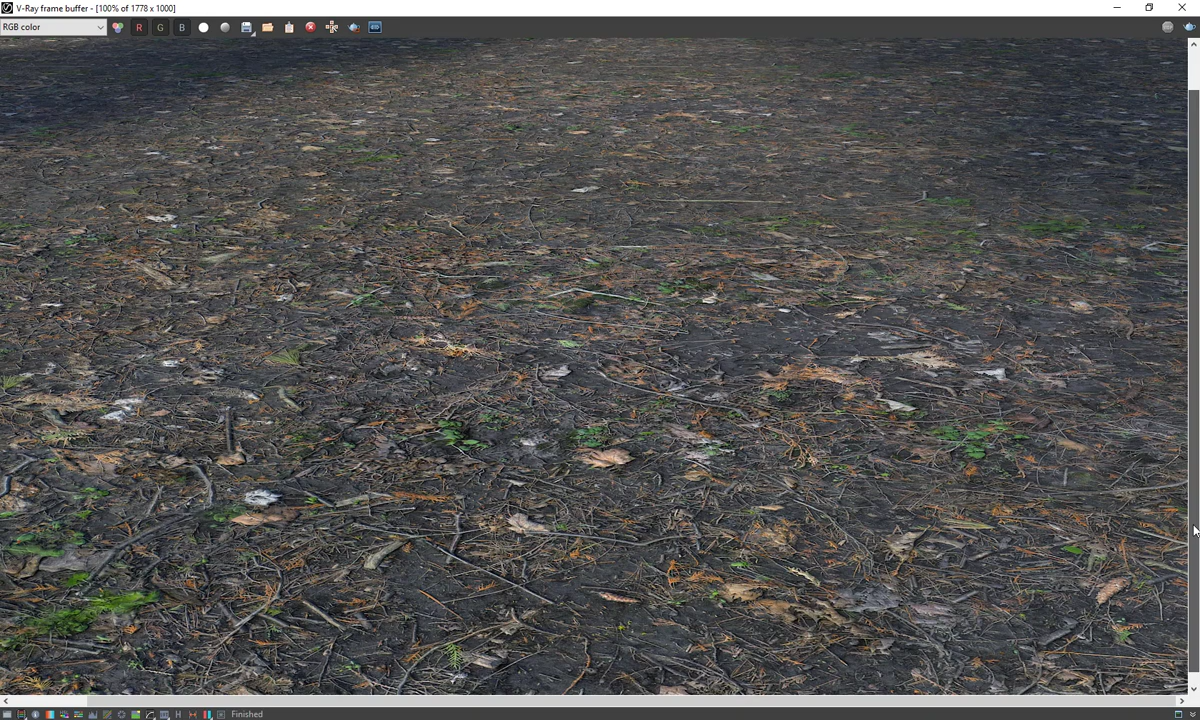 V-Ray frame buffer - [100% of 1778 x 1000]
RGB color
R
G
B
H
Finished